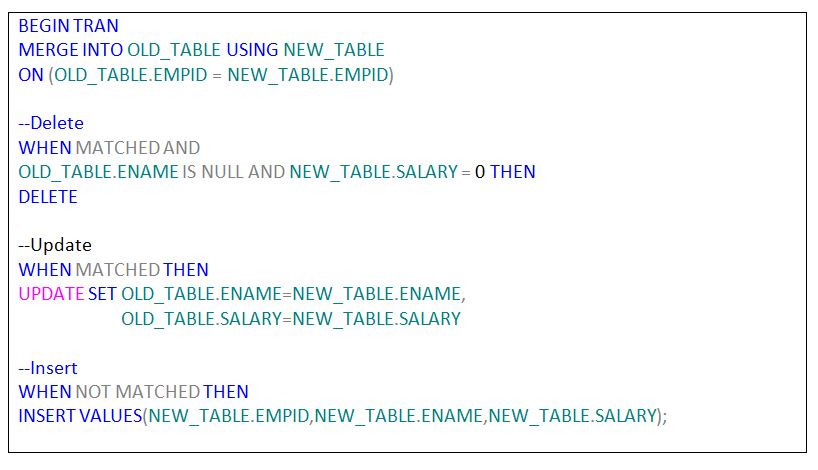 BEGIN TRAN
MERGE INTO OLD_TABLE USING NEW_TABLE
ON (OLD_TABLE.EMPID = NEW_TABLE.EMPID)
--Delete
WHEN MATCHED AND
OLD_TABLE.ENAME IS NULL AND NEW_TABLE.SALARY = 0 THEN
DELETE
--Update
WHEN MATCHED THEN
UPDATE SET OLD_TABLE.ENAME=NEW_TABLE.ENAME,
OLD_TABLE.SALARY=NEW_TABLE.SALARY
--Insert
WHEN NOT MATCHED THEN
INSERT VALUES(NEW_TABLE.EMPID,NEW_TABLE.ENAME,NEW_TABLE.SALARY);